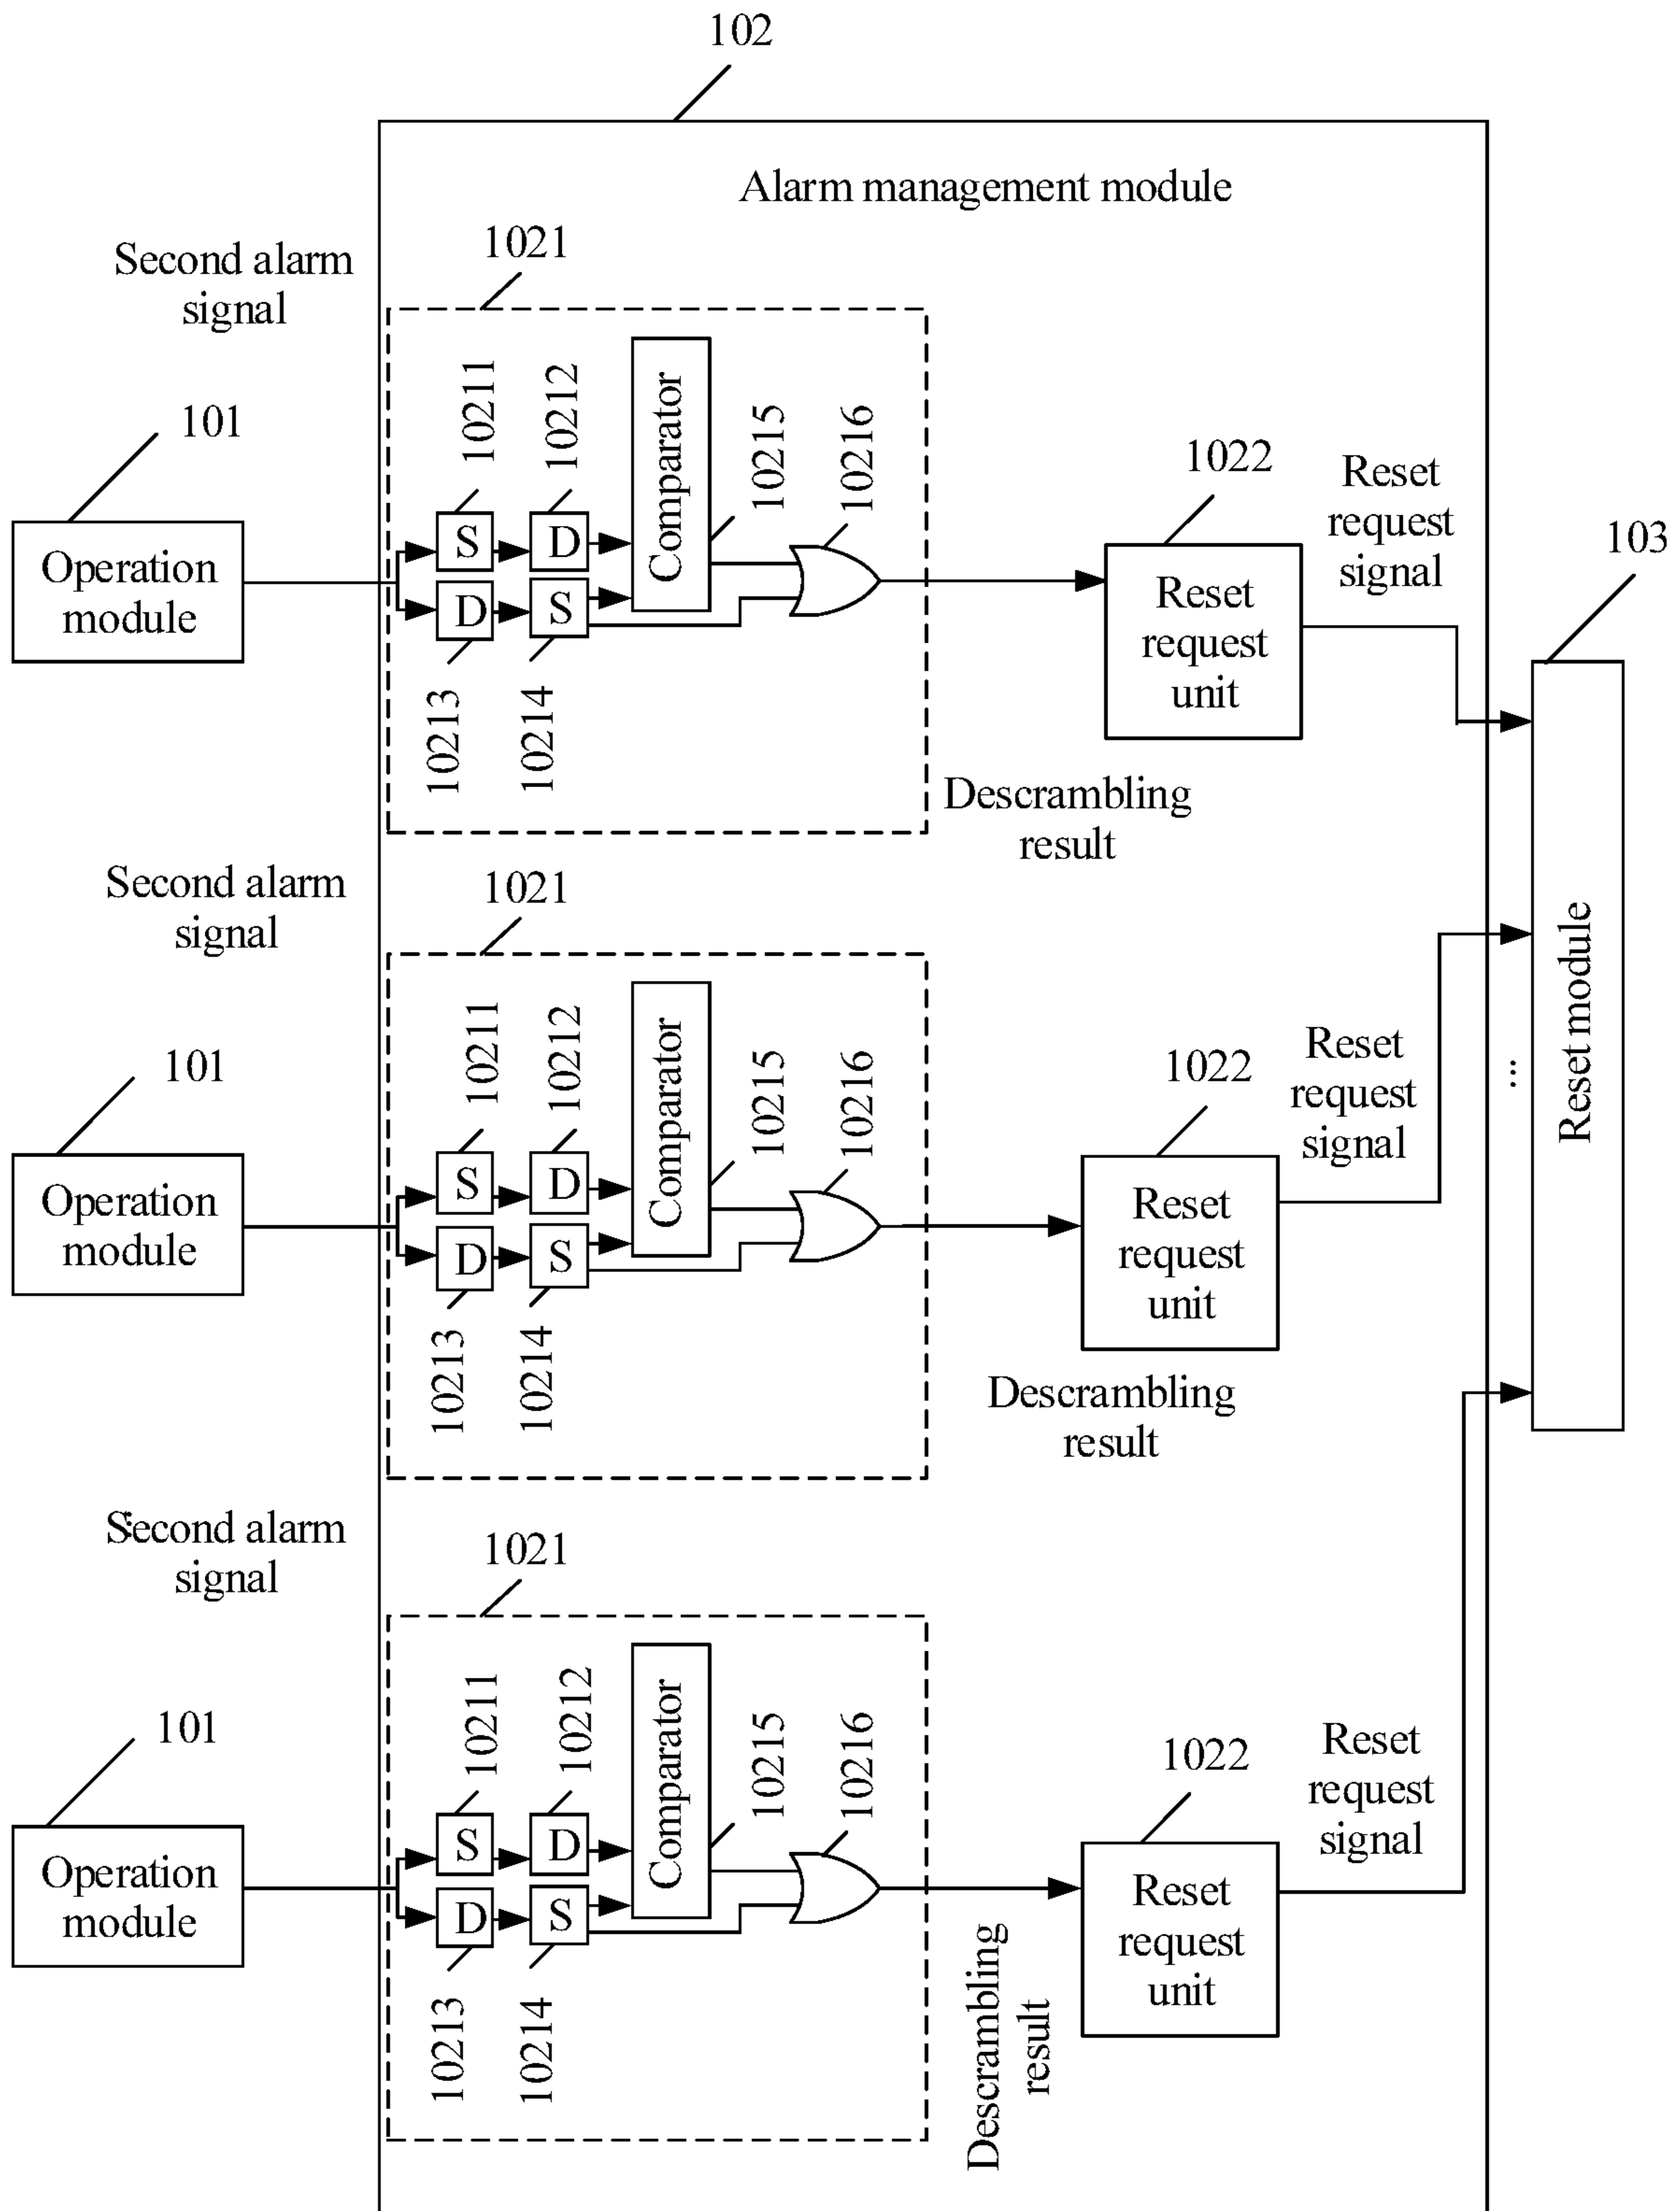 102
Alarm management module
Second alarm
signal
1021
101
Operation
module
10211
10212
S
D
D
S
10213
10214
Comparator
10215
10216
1022
Reset
request
unit
Reset
request
signal
103
Reset module
Descrambling
result
Second alarm
signal
1021
101
Operation
module
10211
10212
S
D
D
S
10213
10214
Comparator
10215
10216
1022
Reset
request
unit
Reset
request
signal
...
Descrambling
result
Second alarm
signal
1021
101
Operation
module
10211
10212
S
D
D
S
10213
10214
Comparator
10215
10216
1022
Reset
request
unit
Reset
request
signal
Descrambling
result